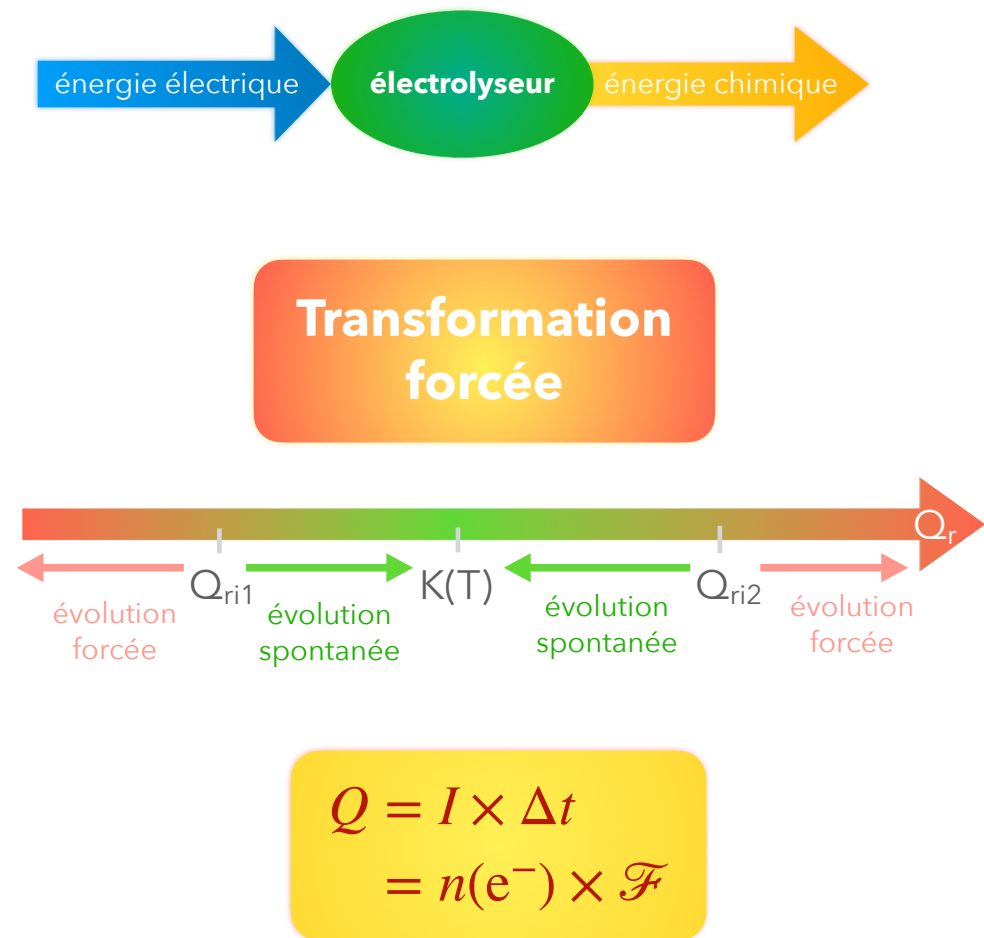 énergie électrique
électrolyseur
énergie chimique
Transformation
forcée
Qr
Qri1
K(T)
Qri2
évolution
forcée
évolution
spontanée
évolution
spontanée
évolution
forcée
Q = I × Δt
= n(e⁻) × ℱ